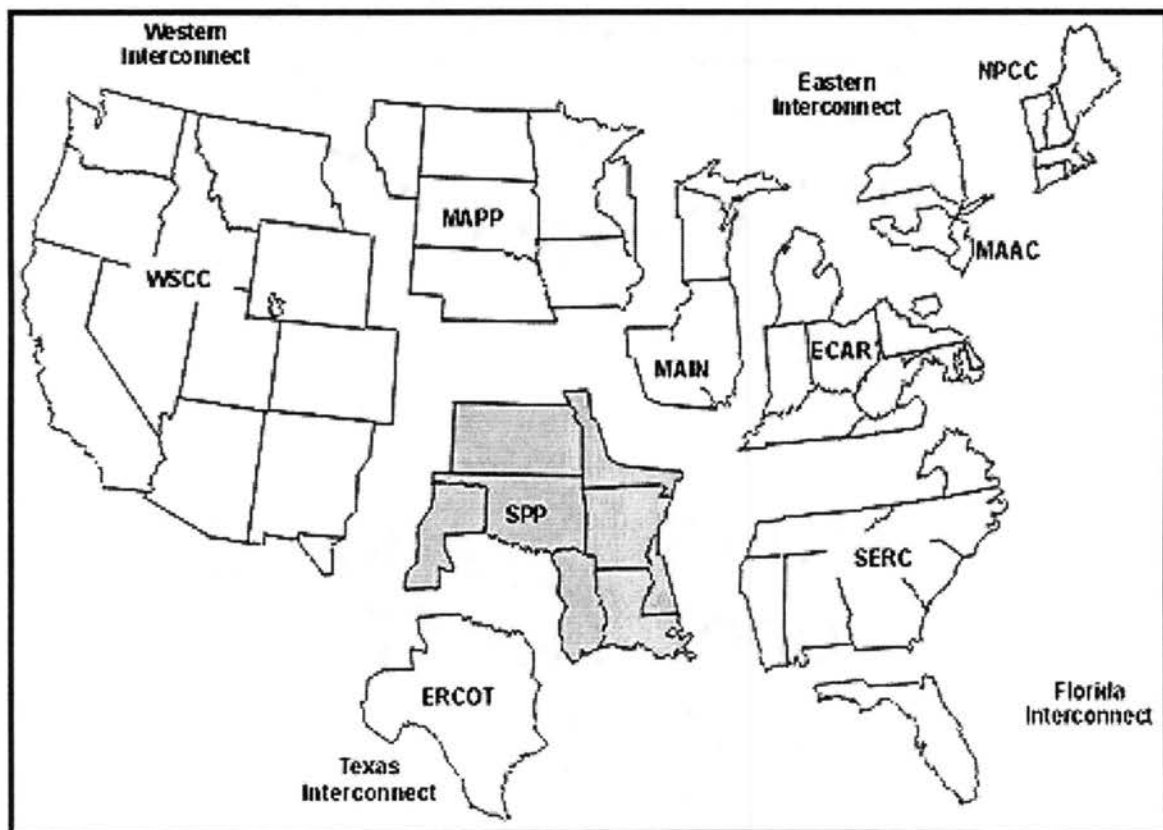 Western
Interconnect
Eastern
Interconnect
NPCC
MAPP
MAAC
WSCC
MAIN
ECAR
SPP
SERC
ERCOT
Florida
Interconnect
Texas
Interconnect